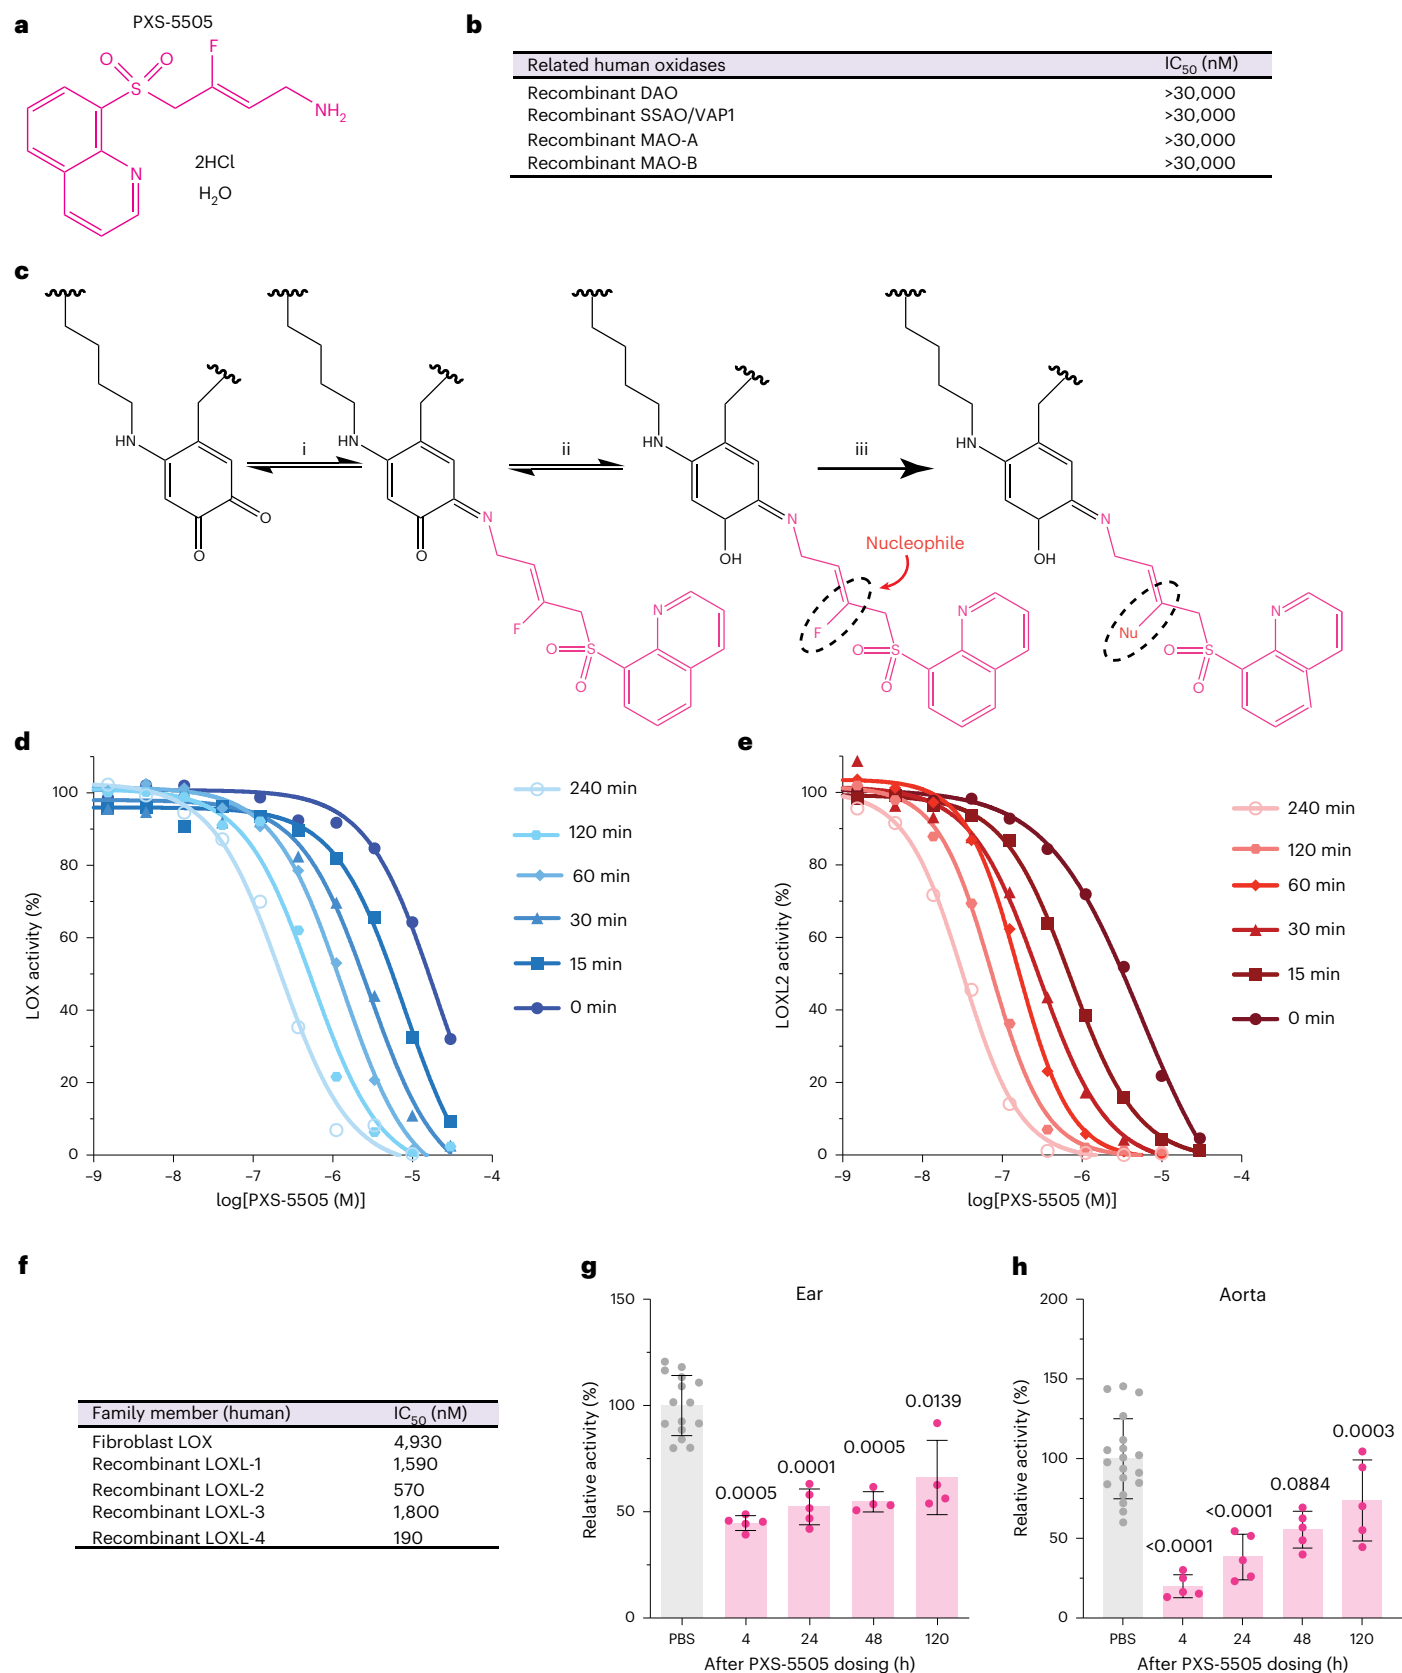 a
PXS-5505
F
O
O
S
NH2
N
2HCl
H2O
b
Related human oxidases IC50 (nM)
Recombinant DAO >30,000
Recombinant SSAO/VAP1 >30,000
Recombinant MAO-A >30,000
Recombinant MAO-B >30,000
c
HN
O
O
i
HN
N
O
F
O
S
O
N
ii
HN
N
OH
Nucleophile
F
O
S
O
N
iii
HN
N
OH
Nu
O
S
O
N
d
LOX activity (%)
100
80
60
40
20
0
–9 –8 –7 –6 –5 –4
log[PXS-5505 (M)]
240 min
120 min
60 min
30 min
15 min
0 min
e
LOXL2 activity (%)
100
80
60
40
20
0
–9 –8 –7 –6 –5 –4
log[PXS-5505 (M)]
240 min
120 min
60 min
30 min
15 min
0 min
f
Family member (human) IC50 (nM)
Fibroblast LOX 4,930
Recombinant LOXL-1 1,590
Recombinant LOXL-2 570
Recombinant LOXL-3 1,800
Recombinant LOXL-4 190
g
Ear
Relative activity (%)
150
100
50
0
0.0005
0.0001
0.0005
0.0139
PBS 4 24 48 120
After PXS-5505 dosing (h)
h
Aorta
Relative activity (%)
200
150
100
50
0
<0.0001
<0.0001
0.0884
0.0003
PBS 4 24 48 120
After PXS-5505 dosing (h)